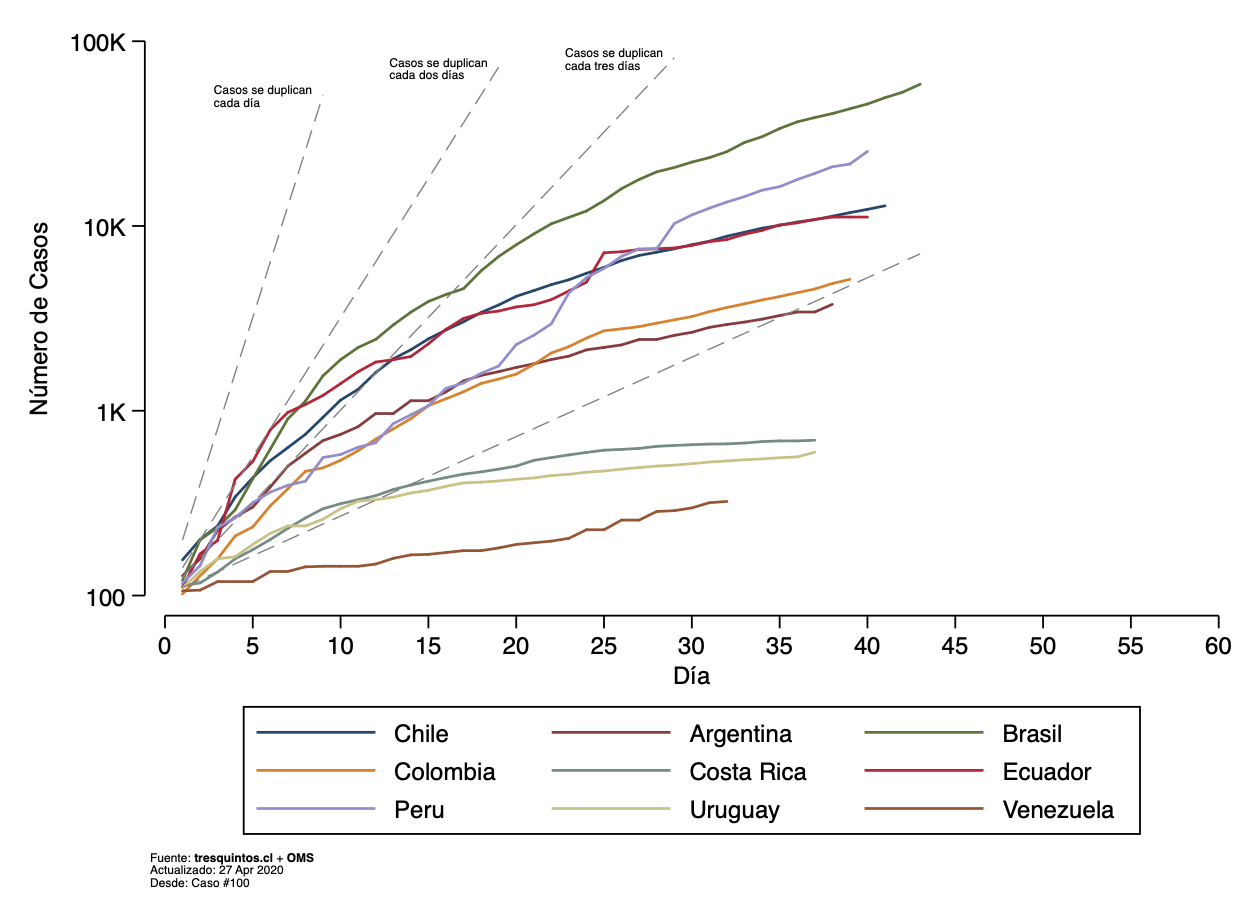 100K
10K
1K
100
Número de Casos
Casos se duplican
cada día
Casos se duplican
cada dos días
Casos se duplican
cada tres días
0 5 10 15 20 25 30 35 40 45 50 55 60
Día
Chile Argentina Brasil
Colombia Costa Rica Ecuador
Peru Uruguay Venezuela
Fuente: tresquintos.cl + OMS
Actualizado: 27 Apr 2020
Desde: Caso #100